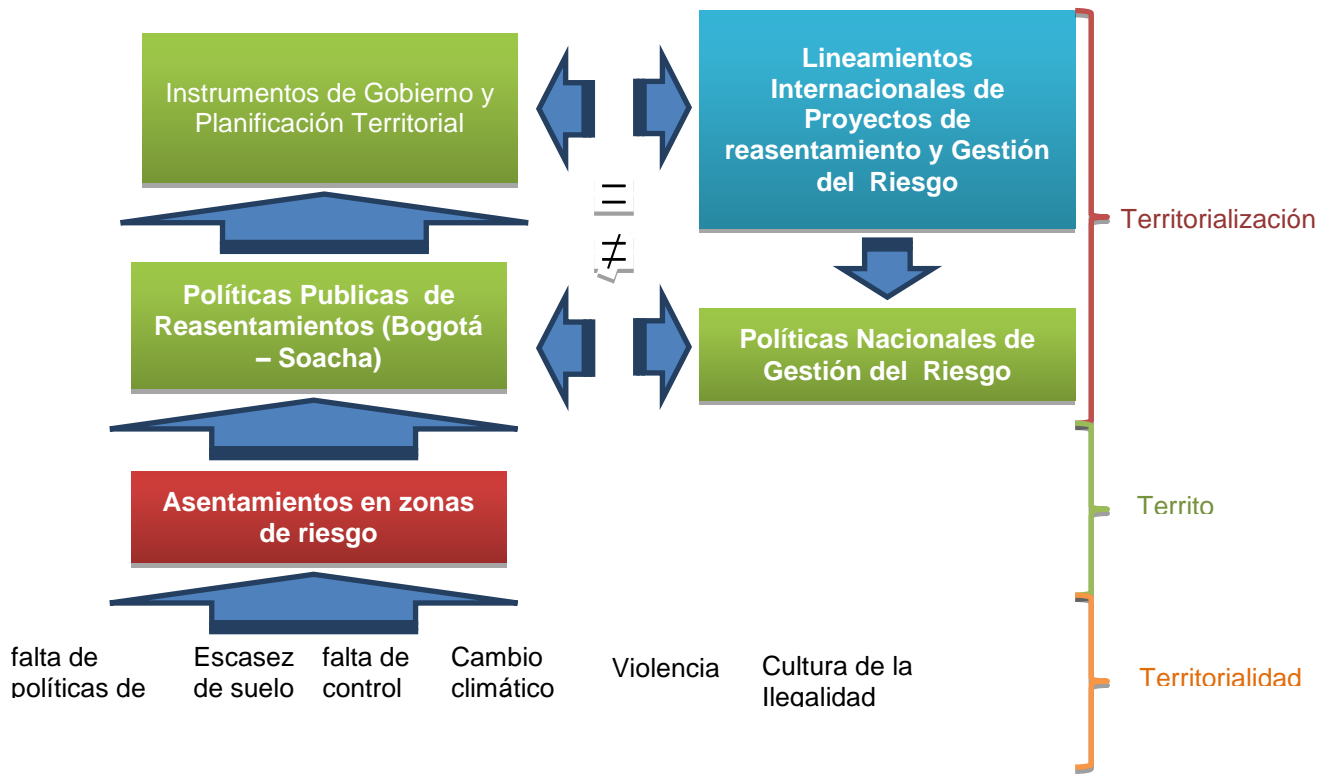 Instrumentos de Gobierno y
Planificación Territorial
Lineamientos
Internacionales de
Proyectos de
reasentamiento y Gestión
del Riesgo
=
≠
Territorialización
Políticas Publicas de
Reasentamientos (Bogotá
– Soacha)
Políticas Nacionales de
Gestión del Riesgo
Asentamientos en zonas
de riesgo
Territo
falta de
políticas de
Escasez
de suelo
falta de
control
Cambio
climático
Violencia
Cultura de la
Ilegalidad
Territorialidad